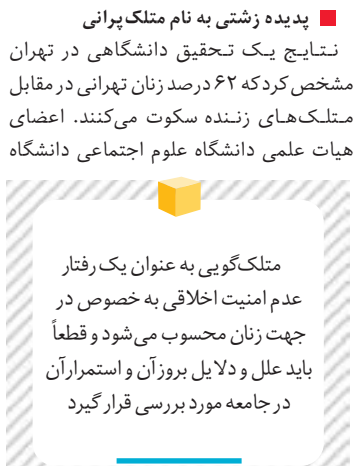 پدیده زشتی به نام متلک‌پرانی
نتایج یک تحقیق دانشگاهی در تهران
مشخص کرد که ۶۲ درصد زنان تهرانی در مقابل
متلک‌های زننده سکوت می‌کنند. اعضای
هیات علمی دانشگاه علوم اجتماعی دانشگاه
متلک‌گویی به عنوان یک رفتار
عدم امنیت اخلاقی به خصوص در
جهت زنان محسوب می‌شود و قطعاً
باید علل و دلایل بروز آن و استمرار آن
در جامعه مورد بررسی قرار گیرد